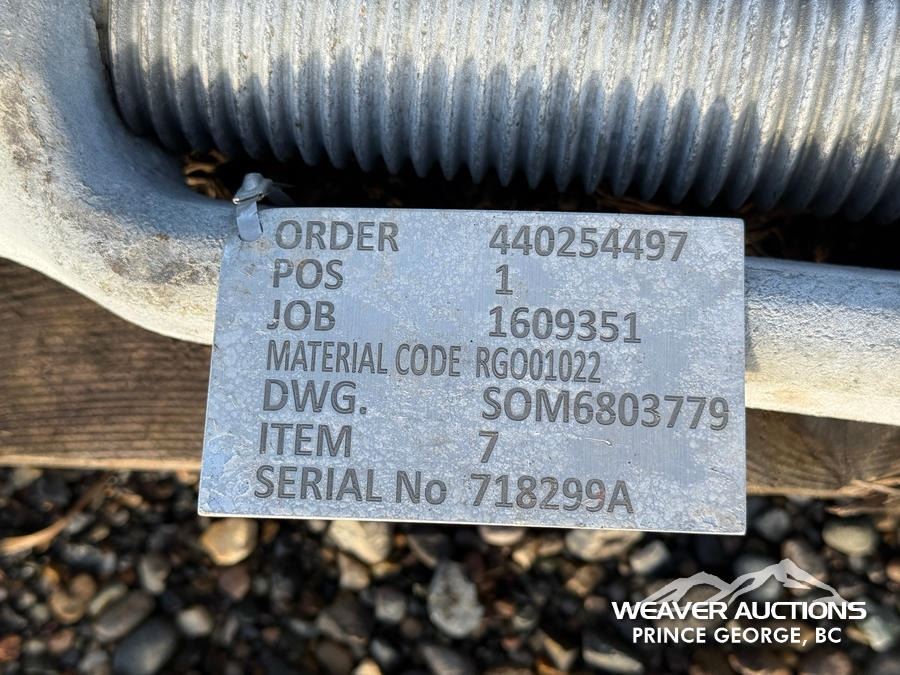 ORDER 440254497
POS 1
JOB 1609351
MATERIAL CODE RGO01022
DWG. SOM6803779
ITEM 7
SERIAL No 718299A
WEAVER AUCTIONS
PRINCE GEORGE, BC